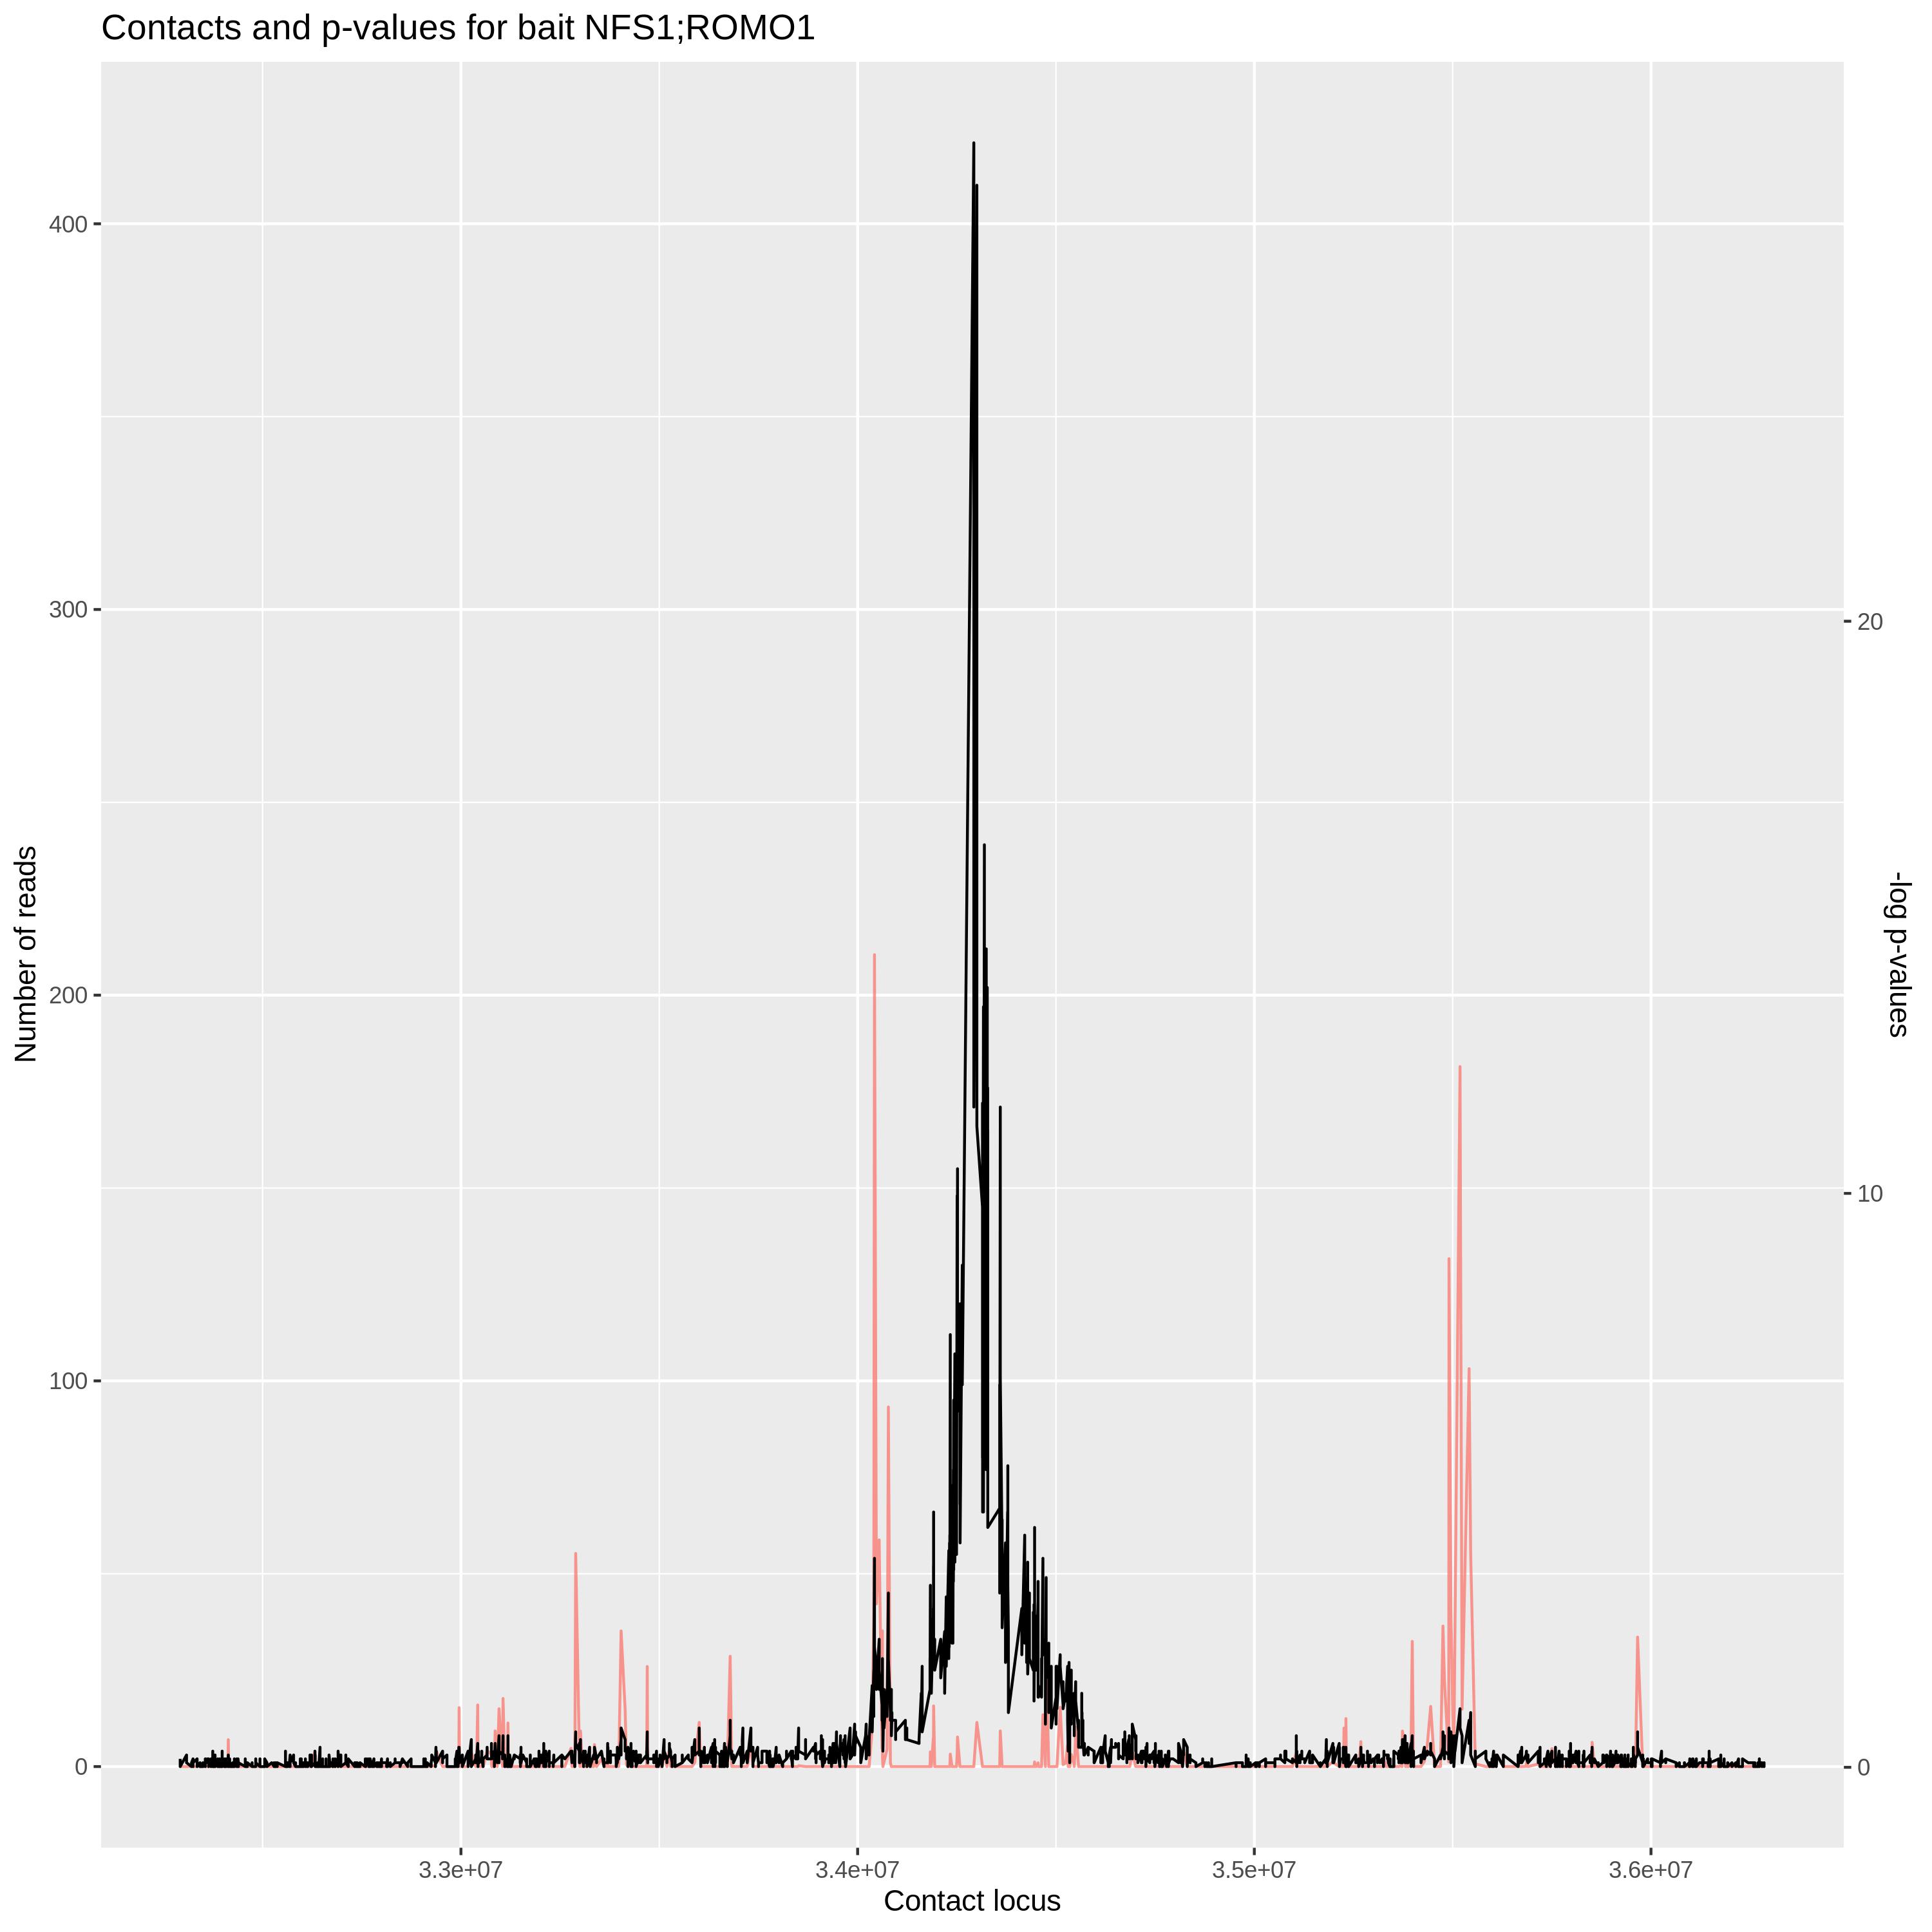 Contacts and p-values for bait NFS1;ROMO1
400
300
200
100
0
20
10
0
Number of reads
-log p-values
3.3e+07
3.4e+07
3.5e+07
3.6e+07
Contact locus